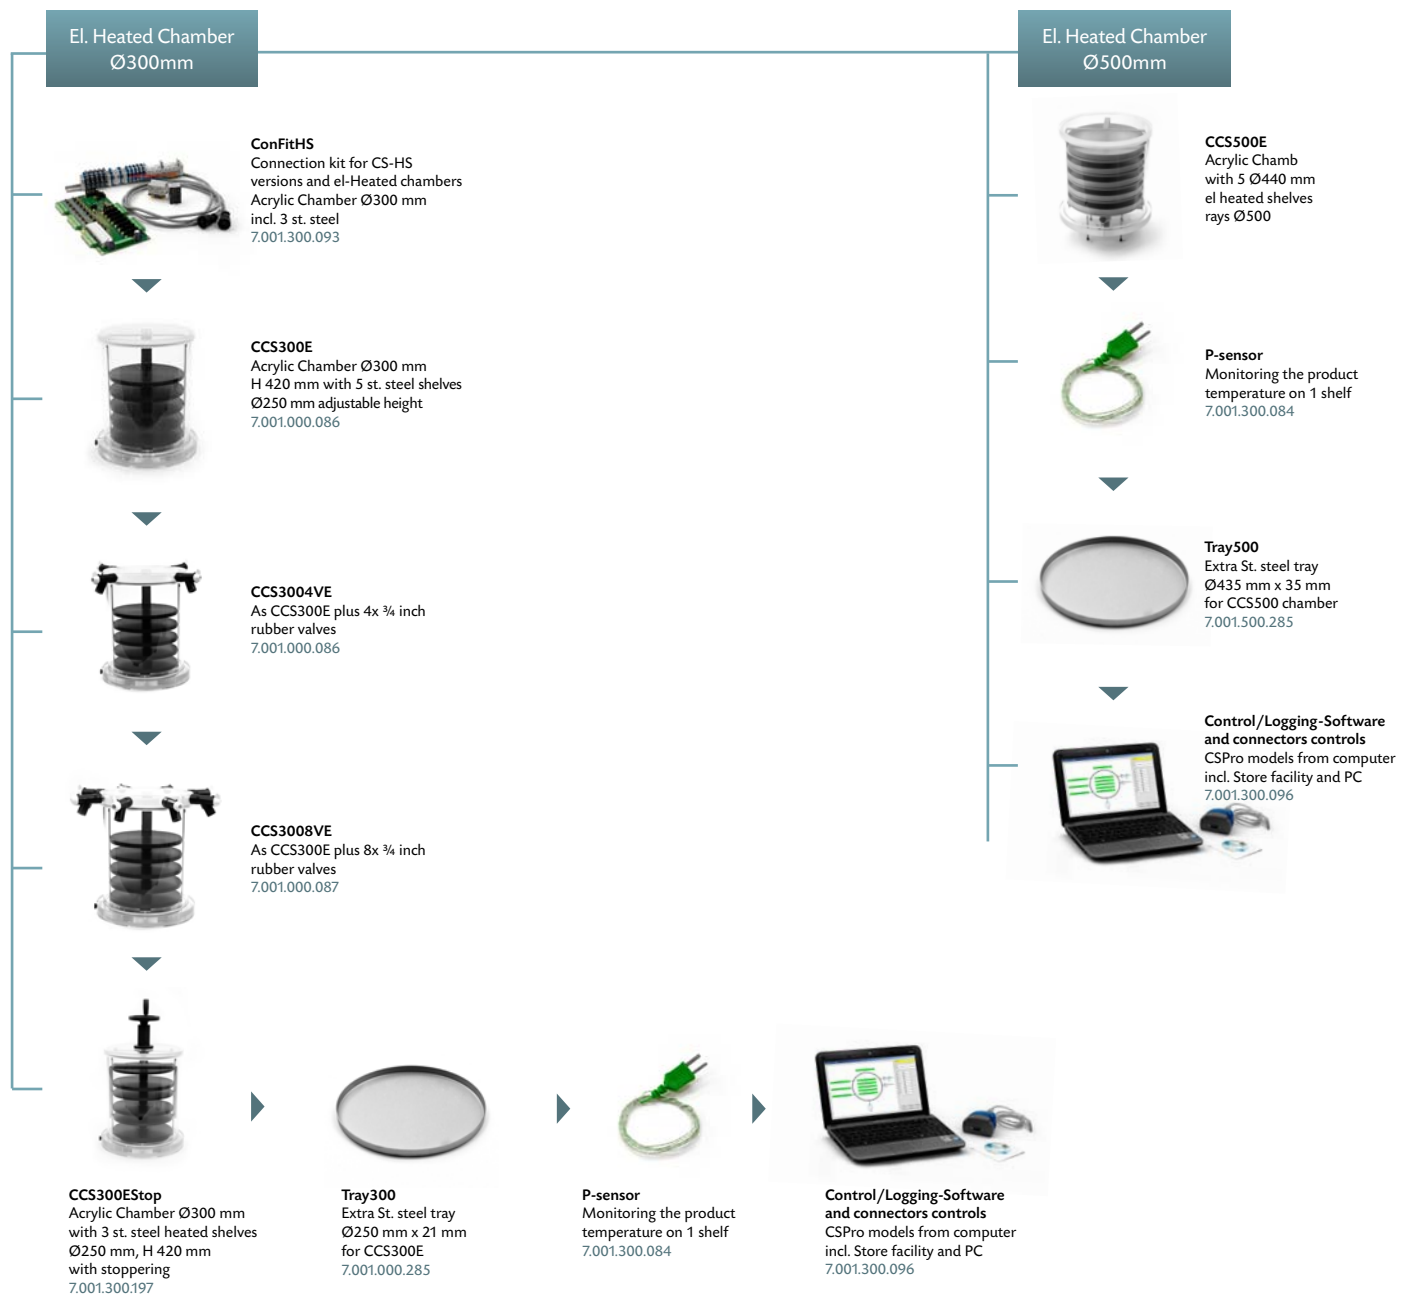 El. Heated Chamber
Ø300mm
ConFitHS
Connection kit for CS-HS
versions and el-Heated chambers
Acrylic Chamber Ø300 mm
incl. 3 st. steel
7.001.300.093
CCS300E
Acrylic Chamber Ø300 mm
H 420 mm with 5 st. steel shelves
Ø250 mm adjustable height
7.001.000.086
CCS3004VE
As CCS300E plus 4x ¾ inch
rubber valves
7.001.000.086
CCS3008VE
As CCS300E plus 8x ¾ inch
rubber valves
7.001.000.087
CCS300EStop
Acrylic Chamber Ø300 mm
with 3 st. steel heated shelves
Ø250 mm, H 420 mm
with stoppering
7.001.300.197
Tray300
Extra St. steel tray
Ø250 mm x 21 mm
for CCS300E
7.001.000.285
P-sensor
Monitoring the product
temperature on 1 shelf
7.001.300.084
Control/Logging-Software
and connectors controls
CSPro models from computer
incl. Store facility and PC
7.001.300.096
El. Heated Chamber
Ø500mm
CCS500E
Acrylic Chamb
with 5 Ø440 mm
el heated shelves
rays Ø500
P-sensor
Monitoring the product
temperature on 1 shelf
7.001.300.084
Tray500
Extra St. steel tray
Ø435 mm x 35 mm
for CCS500 chamber
7.001.500.285
Control/Logging-Software
and connectors controls
CSPro models from computer
incl. Store facility and PC
7.001.300.096